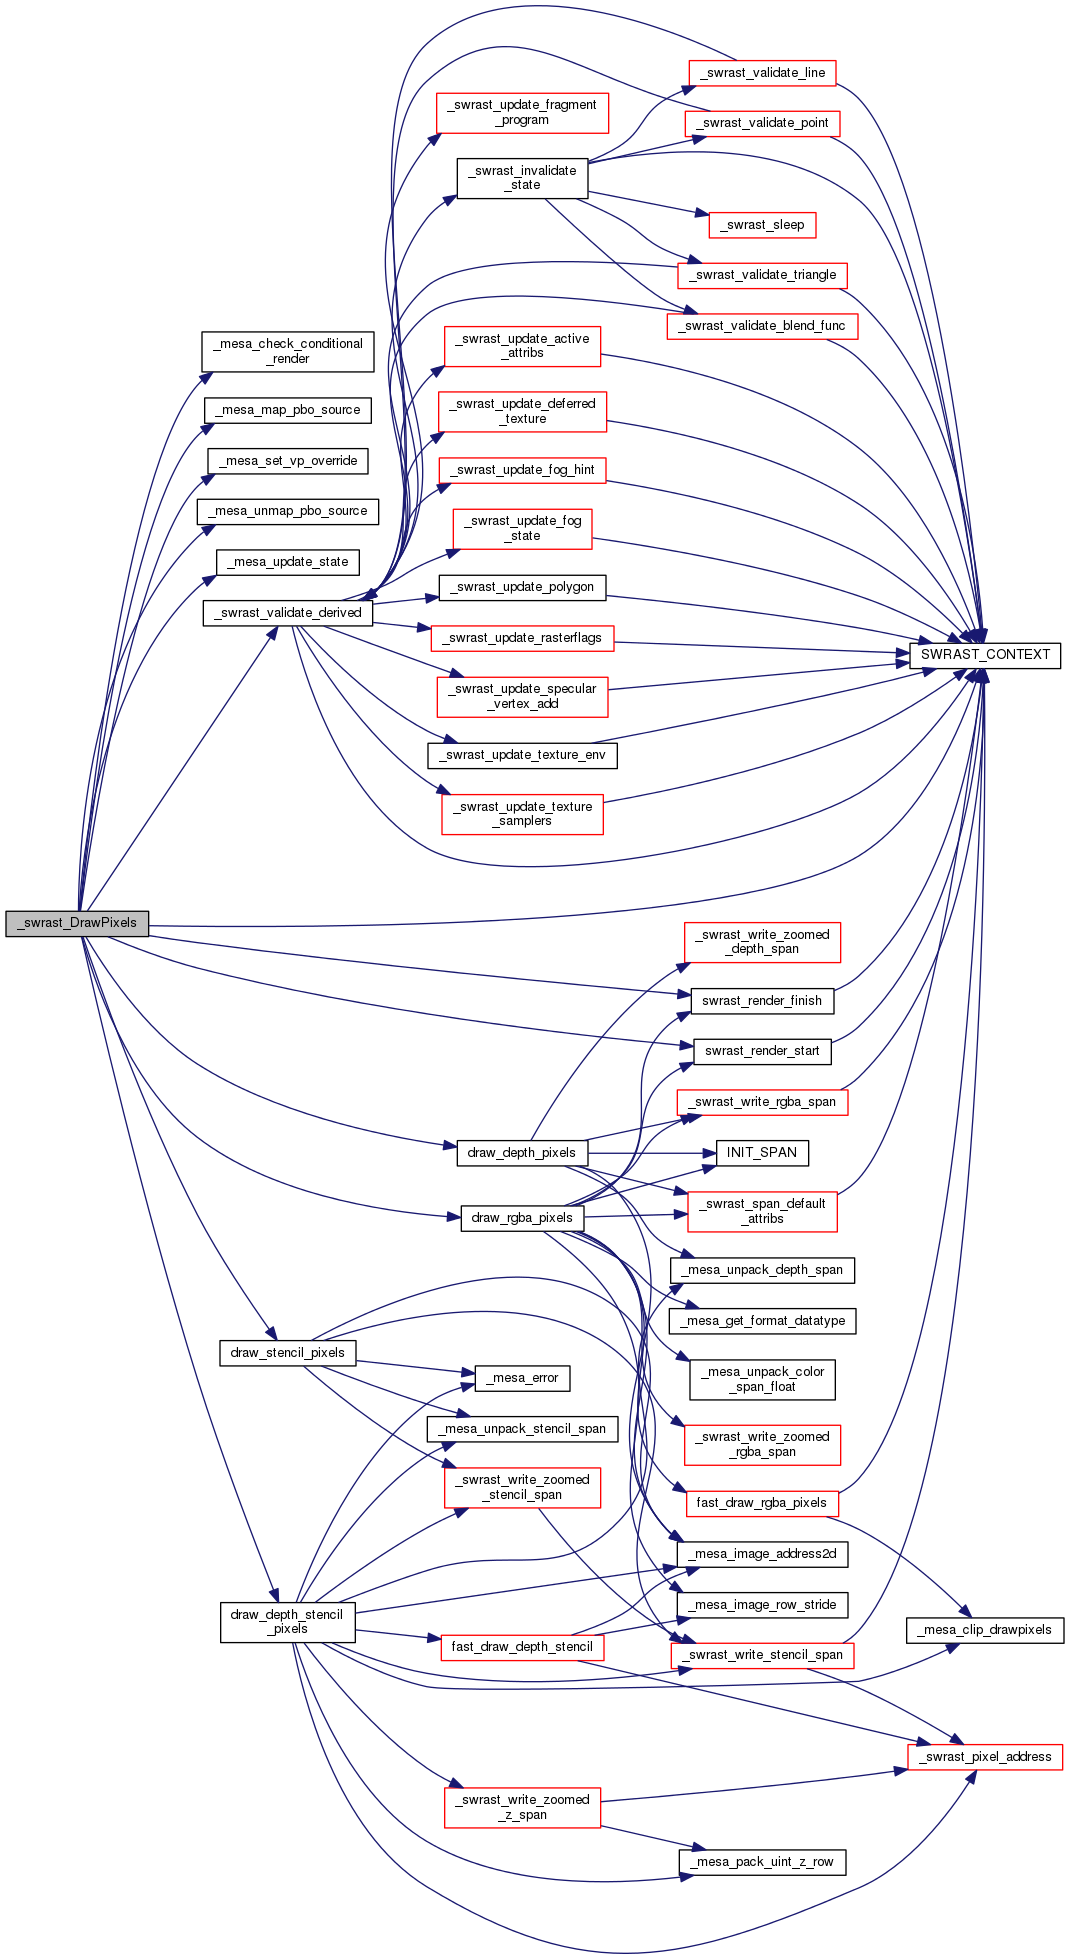 _swrast_validate_line
_swrast_update_fragment
_program
_swrast_validate_point
_swrast_invalidate
_state
_swrast_sleep
_swrast_validate_triangle
_swrast_validate_blend_func
_mesa_check_conditional
_render
_swrast_update_active
_attribs
_mesa_map_pbo_source
_swrast_update_deferred
_texture
_mesa_set_vp_override
_swrast_update_fog_hint
_mesa_unmap_pbo_source
_swrast_update_fog
_state
_mesa_update_state
_swrast_update_polygon
_swrast_validate_derived
_swrast_update_rasterflags
SWRAST_CONTEXT
_swrast_update_specular
_vertex_add
_swrast_update_texture_env
_swrast_update_texture
_samplers
_swrast_DrawPixels
_swrast_write_zoomed
_depth_span
swrast_render_finish
swrast_render_start
_swrast_write_rgba_span
draw_depth_pixels
INIT_SPAN
_swrast_span_default
_attribs
draw_rgba_pixels
_mesa_unpack_depth_span
_mesa_get_format_datatype
draw_stencil_pixels
_mesa_error
_mesa_unpack_color
_span_float
_mesa_unpack_stencil_span
_swrast_write_zoomed
_rgba_span
_swrast_write_zoomed
_stencil_span
fast_draw_rgba_pixels
_mesa_image_address2d
_mesa_image_row_stride
draw_depth_stencil
_pixels
_mesa_clip_drawpixels
fast_draw_depth_stencil
_swrast_write_stencil_span
_swrast_pixel_address
_swrast_write_zoomed
_z_span
_mesa_pack_uint_z_row